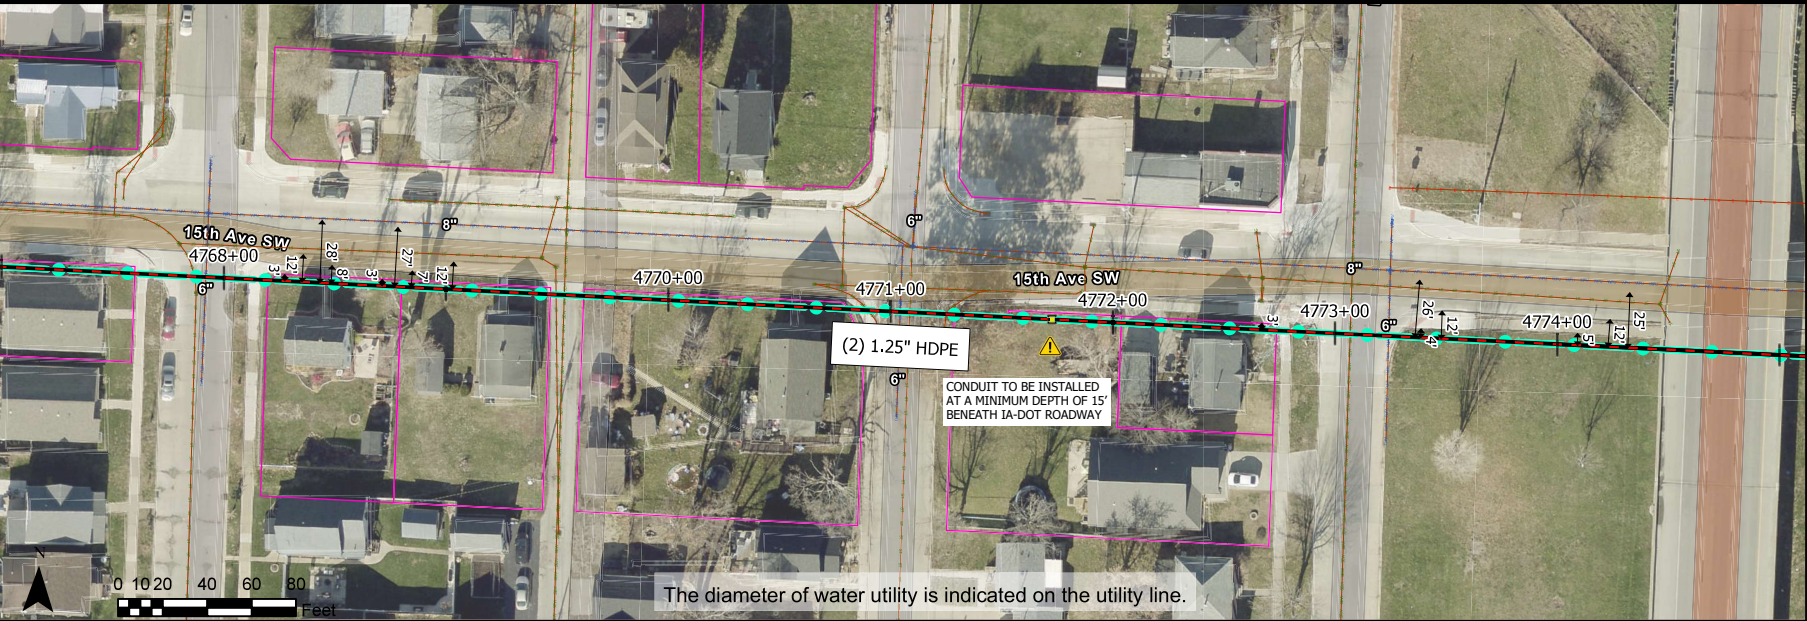 15th Ave SW
4768+00
8"
6"
3'
12'
28'
8'
3'
27'
7'
12'
6"
4770+00
4771+00
15th Ave SW
4772+00
4773+00
8"
4774+00
3'
6"
26'
12'
4'
5'
12'
25'
(2) 1.25" HDPE
6"
CONDUIT TO BE INSTALLED
AT A MINIMUM DEPTH OF 15'
BENEATH IA-DOT ROADWAY
N
0 10 20 40 60 80
Feet
The diameter of water utility is indicated on the utility line.